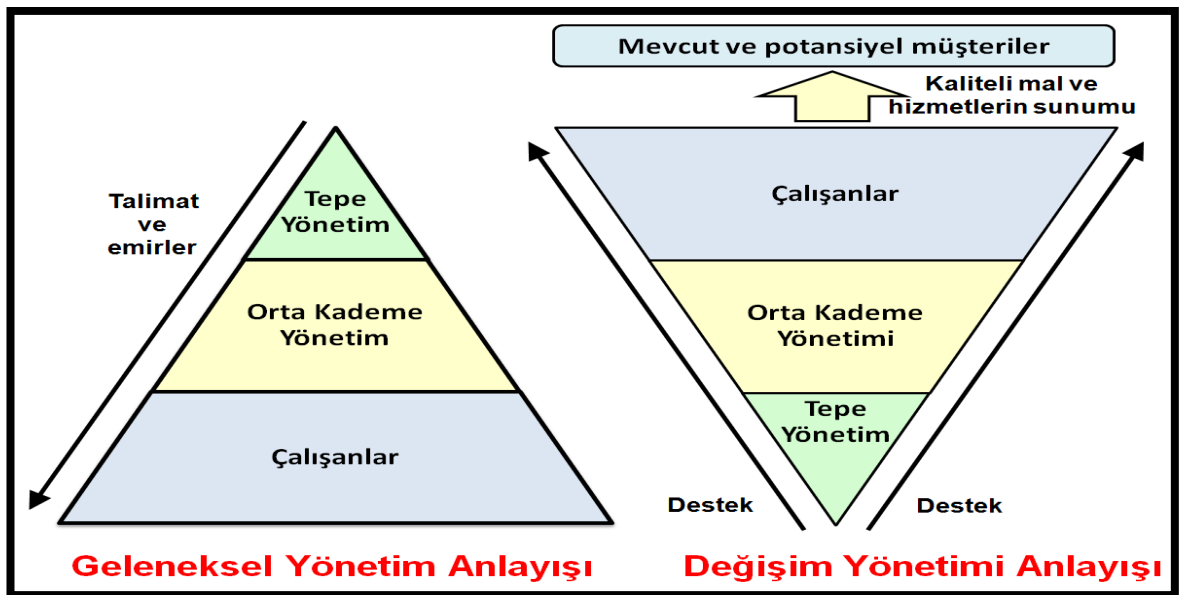 Mevcut ve potansiyel müşteriler
Kaliteli mal ve
hizmetlerin sunumu
Talimat
ve
emirler
Tepe
Yönetim
Orta Kademe
Yönetim
Çalışanlar
Çalışanlar
Orta Kademe
Yönetimi
Tepe
Yönetim
Destek
Destek
Geleneksel Yönetim Anlayışı
Değişim Yönetimi Anlayışı